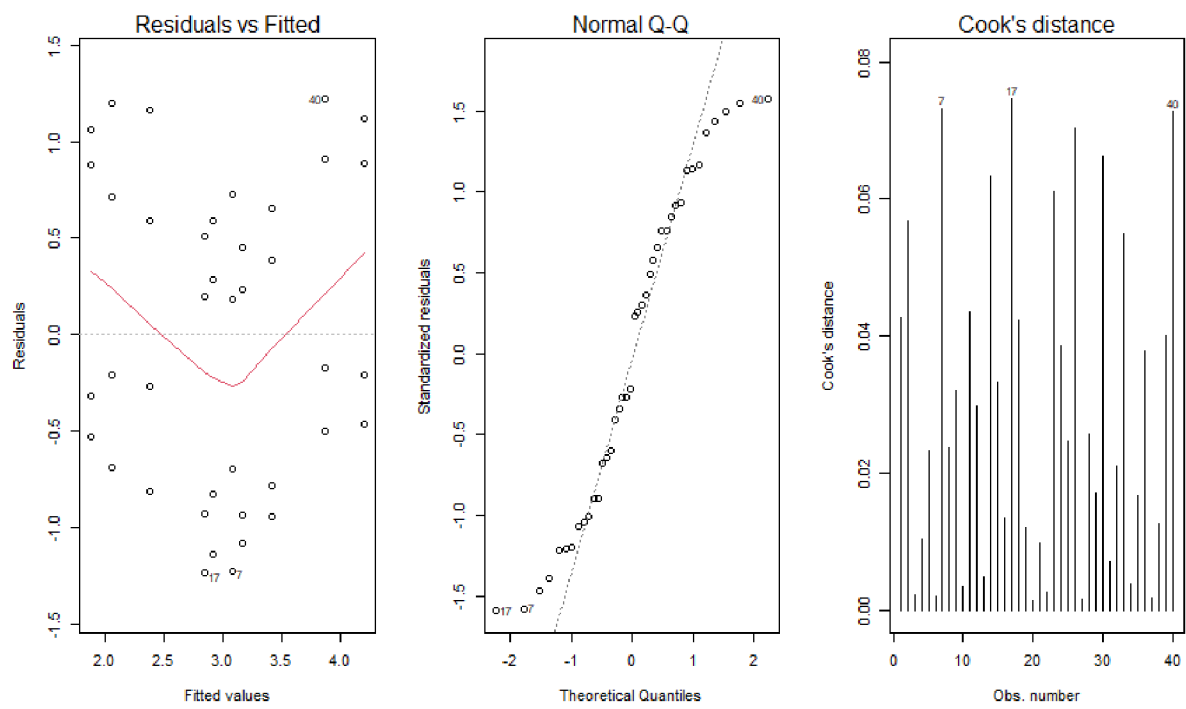 Residuals vs Fitted
1.5
1.0
0.5
0.0
-0.5
-1.0
-1.5
Residuals
40
17
7
2.0 2.5 3.0 3.5 4.0
Fitted values
Normal Q-Q
1.5
1.0
0.5
0.0
-0.5
-1.0
-1.5
Standardized residuals
40
17
7
-2 -1 0 1 2
Theoretical Quantiles
Cook's distance
0.08
0.06
0.04
0.02
0.00
Cook's distance
7
17
40
0 10 20 30 40
Obs. number